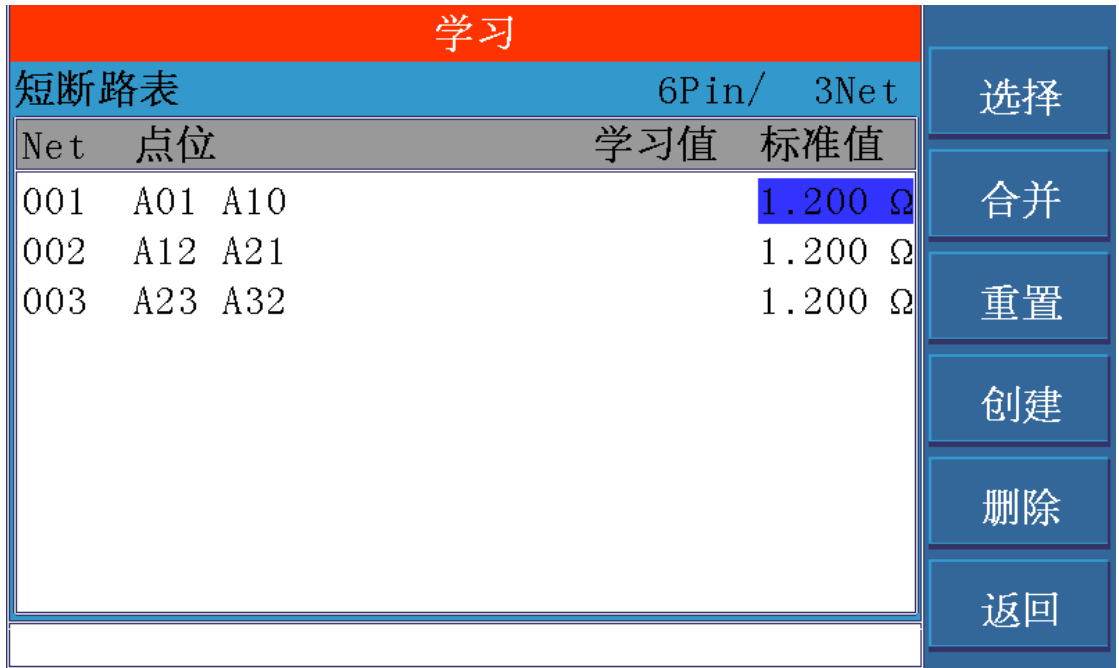 学习
短断路表 6Pin/ 3Net
Net 点位 学习值 标准值
001 A01 A10 1.200 Ω
002 A12 A21 1.200 Ω
003 A23 A32 1.200 Ω
选择
合并
重置
创建
删除
返回